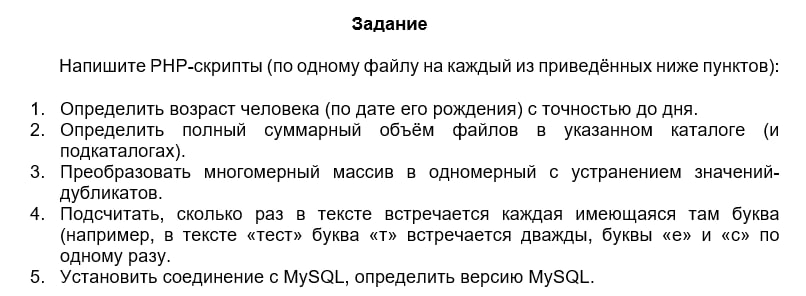 Задание
Напишите PHP-скрипты (по одному файлу на каждый из приведённых ниже пунктов):
1. Определить возраст человека (по дате его рождения) с точностью до дня.
2. Определить полный суммарный объём файлов в указанном каталоге (и
подкаталогах).
3. Преобразовать многомерный массив в одномерный с устранением значений-
дубликатов.
4. Подсчитать, сколько раз в тексте встречается каждая имеющаяся там буква
(например, в тексте «тест» буква «т» встречается дважды, буквы «е» и «с» по
одному разу.
5. Установить соединение с MySQL, определить версию MySQL.